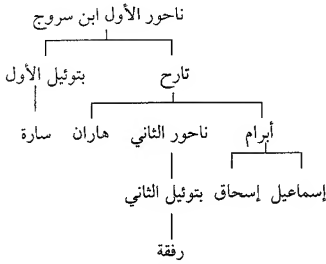 ناحور الأول ابن سروج
تارح بتوئيل الأول
أبرام ناحور الثاني هاران سارة
إسماعيل إسحاق بتوئيل الثاني
رفقة